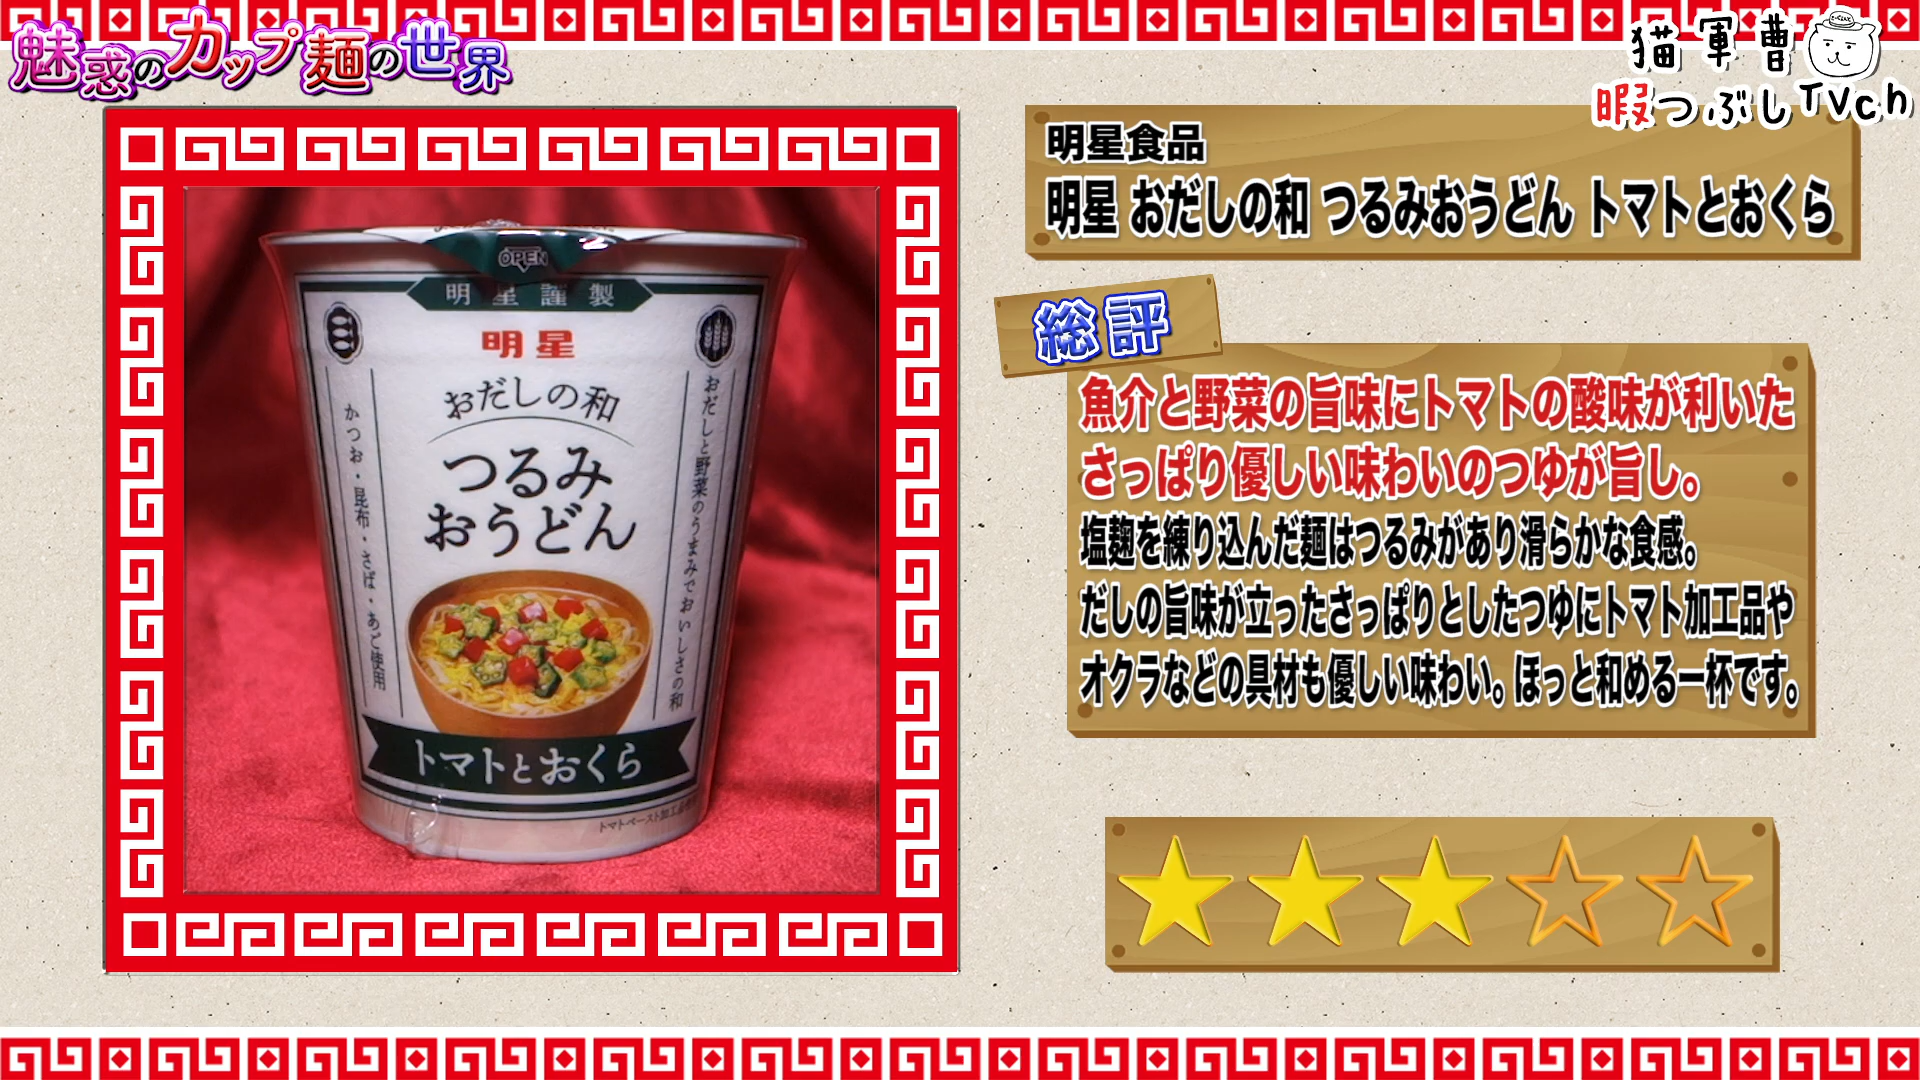 魅惑のカップ麺の世界
猫軍曹
暇つぶしTVch
明星食品
明星 おだしの和 つるみおうどん トマトとおくら
総評
魚介と野菜の旨味にトマトの酸味が利いた
さっぱり優しい味わいのつゆが旨し。
塩麹を練り込んだ麺はつるみがあり滑らかな食感。
だしの旨味が立ったさっぱりとしたつゆにトマト加工品や
オクラなどの具材も優しい味わい。ほっと和める一杯です。
OPEN
明星謹製
明星
おだしの和
つるみ
おうどん
おだしと野菜のうまみでおいしさの和
かつお・昆布・さば・あご使用
トマトとおくら